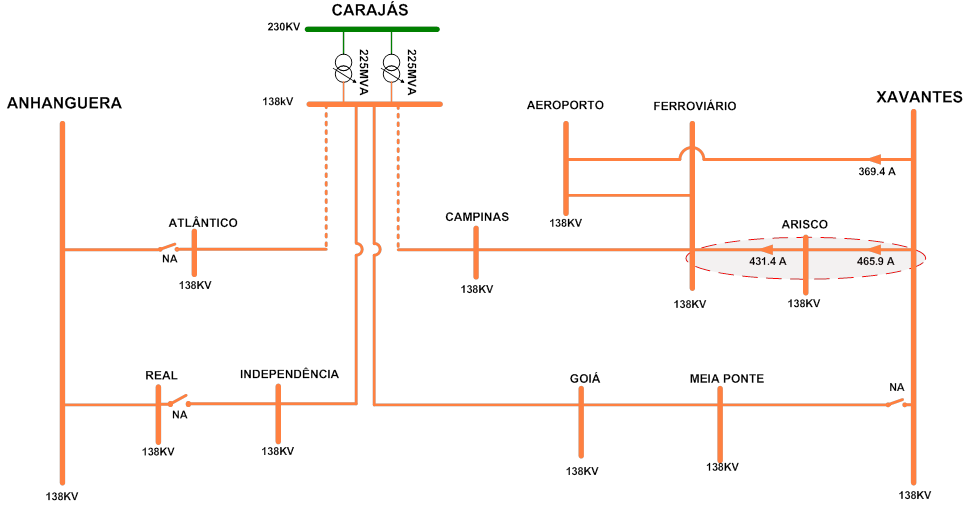 CARAJÁS
230KV
225MVA
225MVA
138kV
ANHANGUERA
XAVANTES
AEROPORTO
FERROVIÁRIO
369.4 A
ATLÂNTICO
CAMPINAS
138KV
ARISCO
NA
431.4 A
465.9 A
138KV
138KV
138KV
138KV
REAL
INDEPENDÊNCIA
GOIÁ
MEIA PONTE
NA
NA
138KV
138KV
138KV
138KV
138KV
138KV